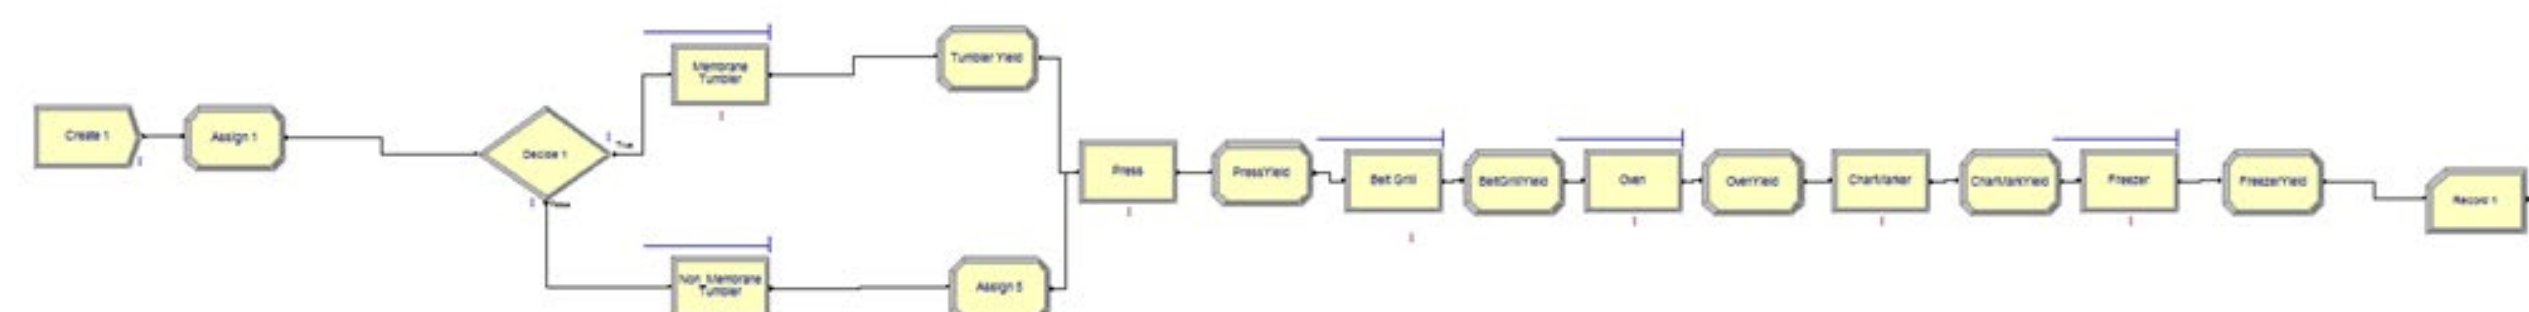 Create 1
Assign 1
Decide 1
True
False
Membrane
Tumbler
Tumbler Yield
Non_Membrane
Tumbler
Assign 5
Press
PressYield
Belt Grill
BeltGrillYield
Oven
OvenYield
CharMarker
CharMarkYield
Freezer
FreezerYield
Record 1